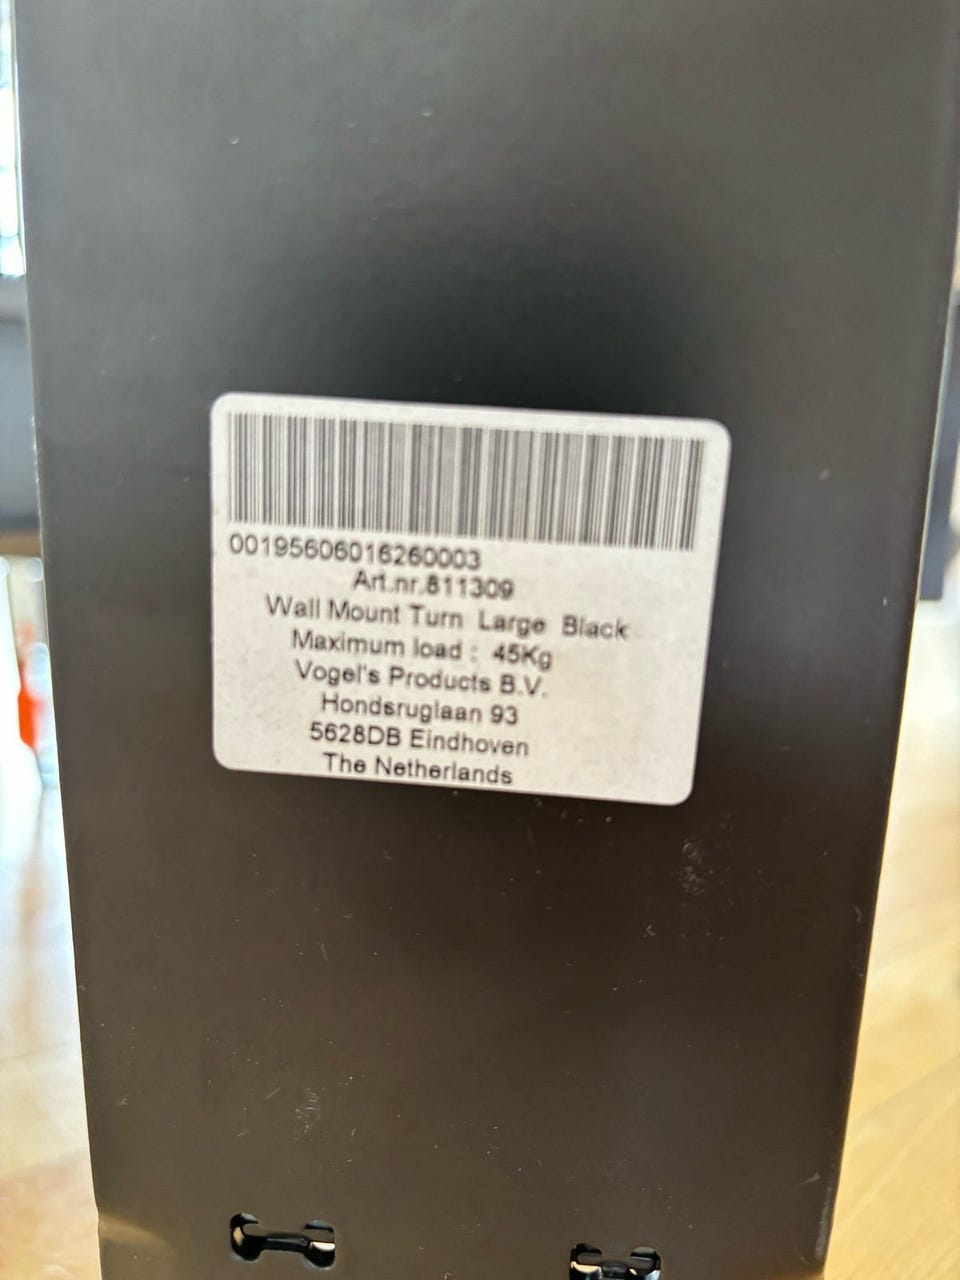 00195606016260003
Art.nr.811309
Wall Mount Turn Large Black
Maximum load : 45Kg
Vogel's Products B.V.
Hondsruglaan 93
5628DB Eindhoven
The Netherlands